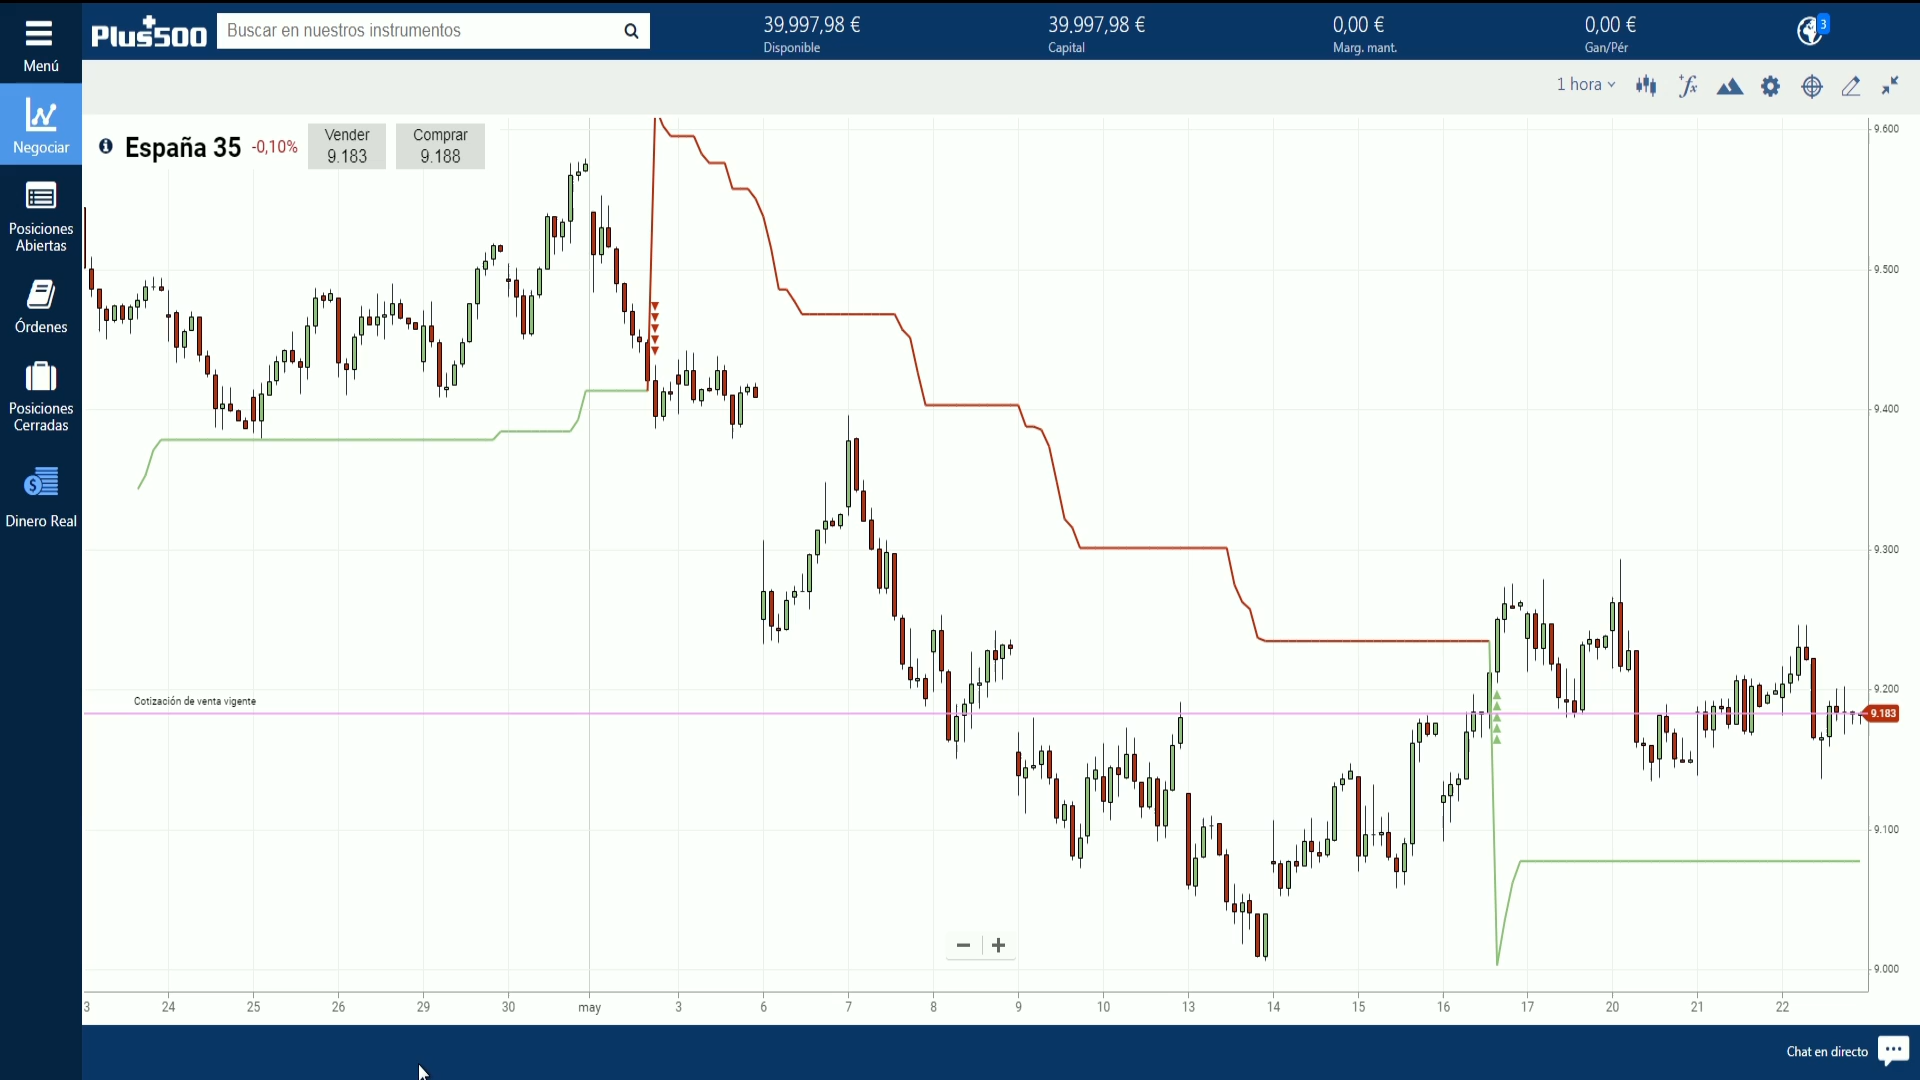 Menú
Plus500
Buscar en nuestros instrumentos
39.997,98 €
Disponible
39.997,98 €
Capital
0,00 €
Marg. mant.
0,00 €
Gan/Pér
3
Negociar
Posiciones
Abiertas
Órdenes
Posiciones
Cerradas
Dinero Real
1 hora
+fx
España 35
-0,10%
Vender
9.183
Comprar
9.188
9.600
9.500
9.400
9.300
9.200
9.183
9.100
9.000
Cotización de venta vigente
− +
3 24 25 26 29 30 may 3 6 7 8 9 10 13 14 15 16 17 20 21 22
Chat en directo